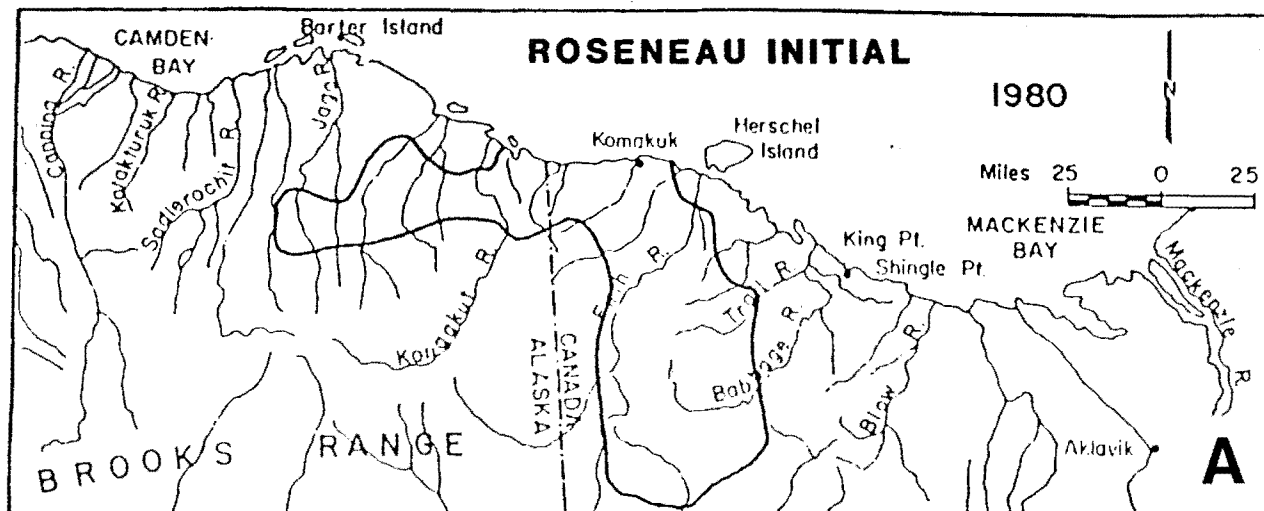 ROSENEAU INITIAL
1980
N
Miles 25 0 25
CAMDEN
BAY
Barter Island
Canning R.
Katakturuk R.
Sadlerochit R.
Jago R.
Kongakut R.
Komakuk
Herschel
Island
King Pt.
Shingle Pt.
MACKENZIE
BAY
Mackenzie R.
Firth R.
Trail R.
Babbage R.
Blow R.
CANADA
ALASKA
Aklavik
BROOKS RANGE
A